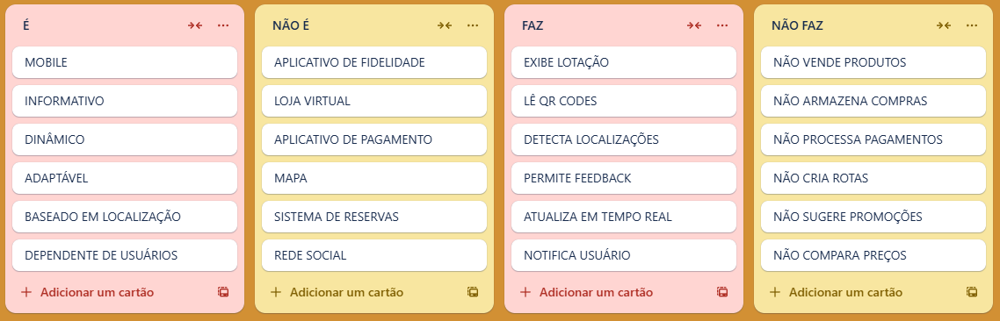 É
MOBILE
INFORMATIVO
DINÂMICO
ADAPTÁVEL
BASEADO EM LOCALIZAÇÃO
DEPENDENTE DE USUÁRIOS
+ Adicionar um cartão
NÃO É
APLICATIVO DE FIDELIDADE
LOJA VIRTUAL
APLICATIVO DE PAGAMENTO
MAPA
SISTEMA DE RESERVAS
REDE SOCIAL
+ Adicionar um cartão
FAZ
EXIBE LOTAÇÃO
LÊ QR CODES
DETECTA LOCALIZAÇÕES
PERMITE FEEDBACK
ATUALIZA EM TEMPO REAL
NOTIFICA USUÁRIO
+ Adicionar um cartão
NÃO FAZ
NÃO VENDE PRODUTOS
NÃO ARMAZENA COMPRAS
NÃO PROCESSA PAGAMENTOS
NÃO CRIA ROTAS
NÃO SUGERE PROMOÇÕES
NÃO COMPARA PREÇOS
+ Adicionar um cartão